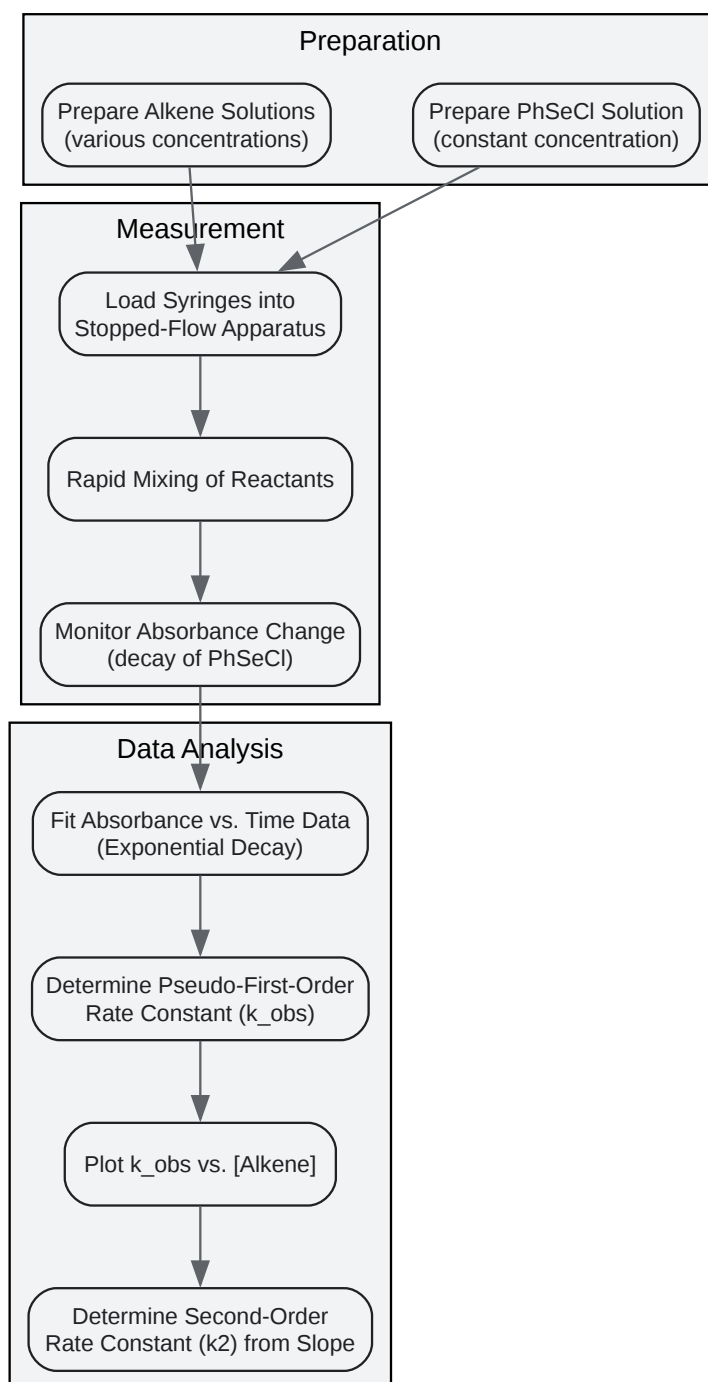 Preparation
Prepare Alkene Solutions
(various concentrations)
Prepare PhSeCl Solution
(constant concentration)
Measurement
Load Syringes into
Stopped-Flow Apparatus
Rapid Mixing of Reactants
Monitor Absorbance Change
(decay of PhSeCl)
Data Analysis
Fit Absorbance vs. Time Data
(Exponential Decay)
Determine Pseudo-First-Order
Rate Constant (k_obs)
Plot k_obs vs. [Alkene]
Determine Second-Order
Rate Constant (k2) from Slope